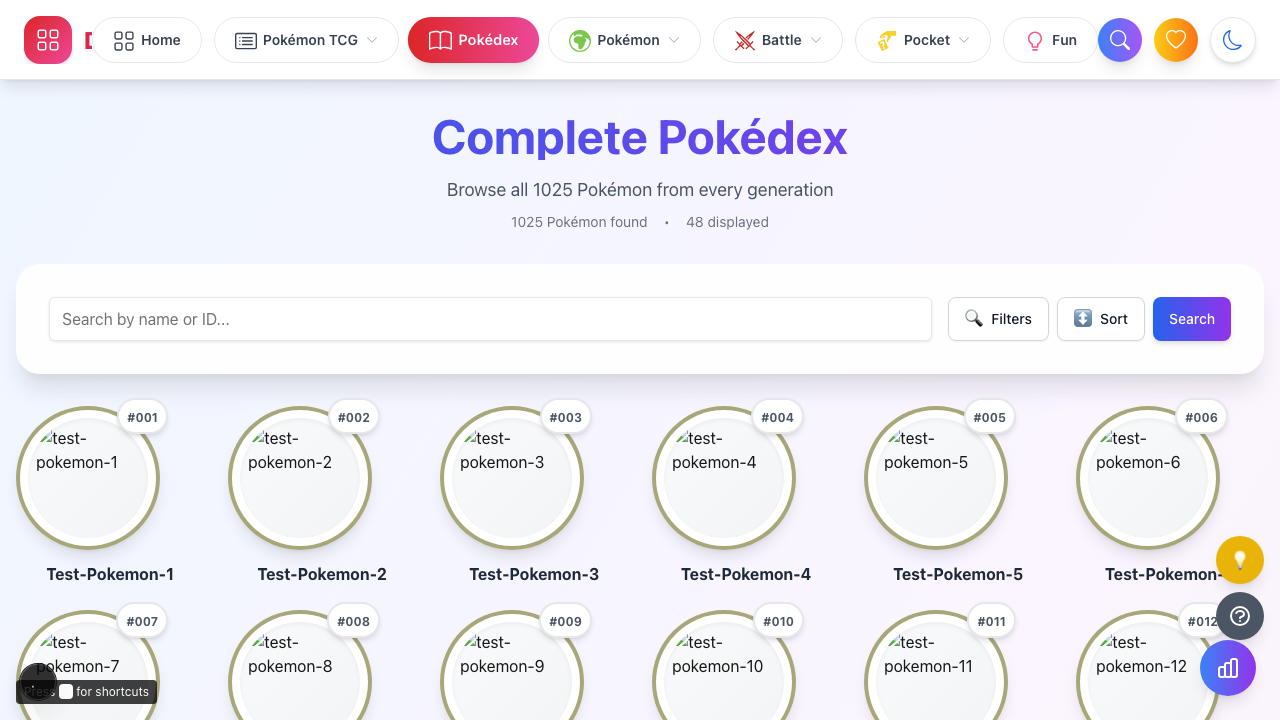 Home
Pokémon TCG
Pokédex
Pokémon
Battle
Pocket
Fun
Complete Pokédex
Browse all 1025 Pokémon from every generation
1025 Pokémon found • 48 displayed
Search by name or ID...
Filters
Sort
Search
#001
#002
#003
#004
#005
#006
test-pokemon-1
test-pokemon-2
test-pokemon-3
test-pokemon-4
test-pokemon-5
test-pokemon-6
Test-Pokemon-1
Test-Pokemon-2
Test-Pokemon-3
Test-Pokemon-4
Test-Pokemon-5
Test-Pokemon-
#007
#008
#009
#010
#011
#012
test-pokemon-7
test-pokemon-8
test-pokemon-9
test-pokemon-10
test-pokemon-11
test-pokemon-12
Press for shortcuts